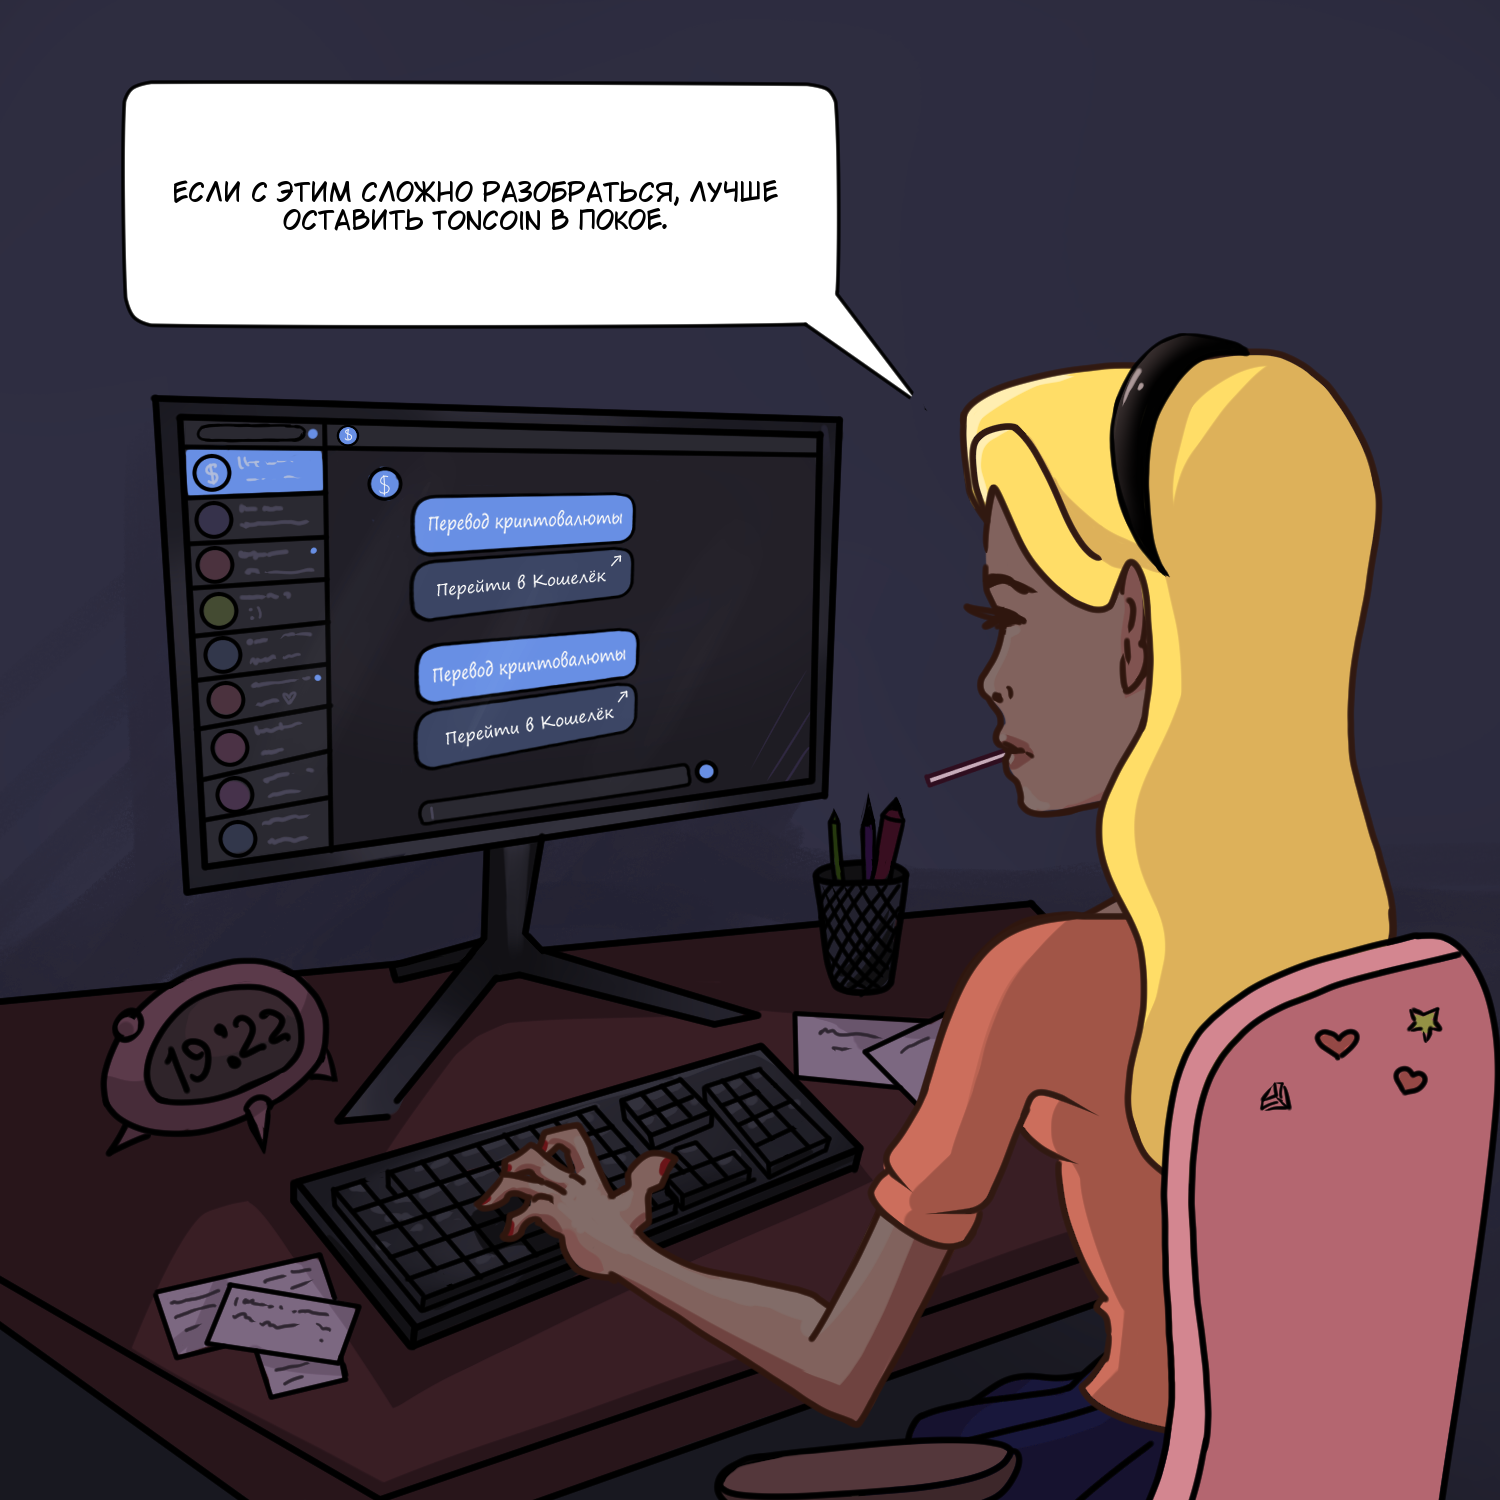 ЕСЛИ С ЭТИМ СЛОЖНО РАЗОБРАТЬСЯ, ЛУЧШЕ
ОСТАВИТЬ TONCOIN В ПОКОЕ.
$
$
$
Перевод криптовалюты
Перейти в Кошелёк
:)
Перевод криптовалюты
Перейти в Кошелёк
19:22